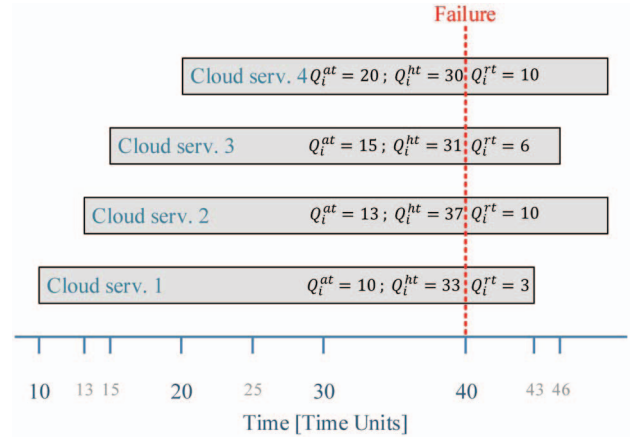 Failure
Cloud serv. 4 Q_i^{at} = 20 ; Q_i^{ht} = 30 Q_i^{rt} = 10
Cloud serv. 3 Q_i^{at} = 15 ; Q_i^{ht} = 31 Q_i^{rt} = 6
Cloud serv. 2 Q_i^{at} = 13 ; Q_i^{ht} = 37 Q_i^{rt} = 10
Cloud serv. 1 Q_i^{at} = 10 ; Q_i^{ht} = 33 Q_i^{rt} = 3
10 13 15 20 25 30 40 43 46
Time [Time Units]